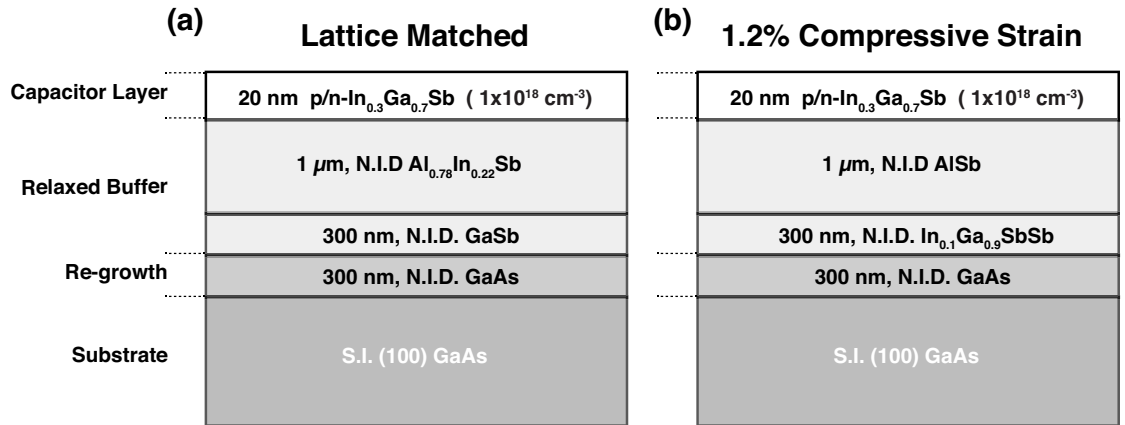 (a) Lattice Matched (b) 1.2% Compressive Strain
Capacitor Layer 20 nm p/n-In₀.₃Ga₀.₇Sb ( 1x10¹⁸ cm⁻³) 20 nm p/n-In₀.₃Ga₀.₇Sb ( 1x10¹⁸ cm⁻³)
1 µm, N.I.D Al₀.₇₈In₀.₂₂Sb 1 µm, N.I.D AlSb
Relaxed Buffer
300 nm, N.I.D. GaSb 300 nm, N.I.D. In₀.₁Ga₀.₉SbSb
Re-growth 300 nm, N.I.D. GaAs 300 nm, N.I.D. GaAs
Substrate S.I. (100) GaAs S.I. (100) GaAs